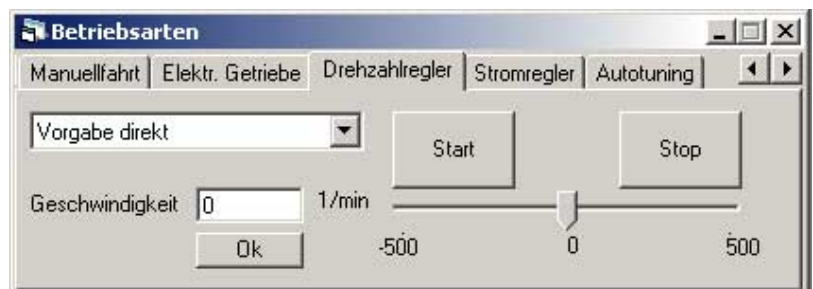 Betriebsarten
Manuellfahrt Elektr. Getriebe Drehzahlregler Stromregler Autotuning
Vorgabe direkt
Start Stop
Geschwindigkeit 0 1/min
Ok -500 0 500